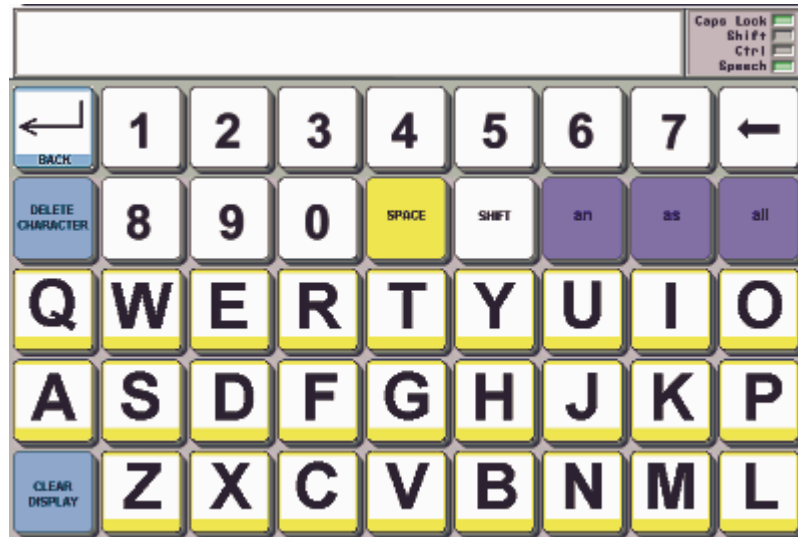 Caps Lock
Shift
Ctrl
Speech
1 2 3 4 5 6 7
BACK
DELETE CHARACTER 8 9 0 SPACE SHIFT an as all
Q W E R T Y U I O
A S D F G H J K P
CLEAR DISPLAY Z X C V B N M L